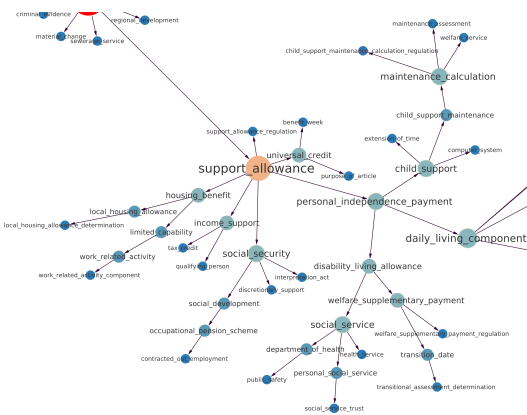 criminal_evidence
regional_development
material_change
sewerage_service
maintenance_assessment
welfare_service
child_support_maintenance_calculation_regulation
maintenance_calculation
benefit_week
child_support_maintenance
support_allowance_regulation
extension_of_time
universal_credit
computer_system
support_allowance
purpose_of_article
child_support
housing_benefit
personal_independence_payment
local_housing_allowance
local_housing_allowance_determination
income_support
limited_capability
daily_living_component
tax_credit
social_security
work_related_activity
qualifying_person
disability_living_allowance
work_related_activity_component
interpretation_act
discretionary_support
social_development
welfare_supplementary_payment
occupational_pension_scheme
social_service
welfare_supplementary_payment_regulation
department_of_health
health_service
transition_date
contracted_out_employment
personal_social_service
public_safety
transitional_assessment_determination
social_service_trust